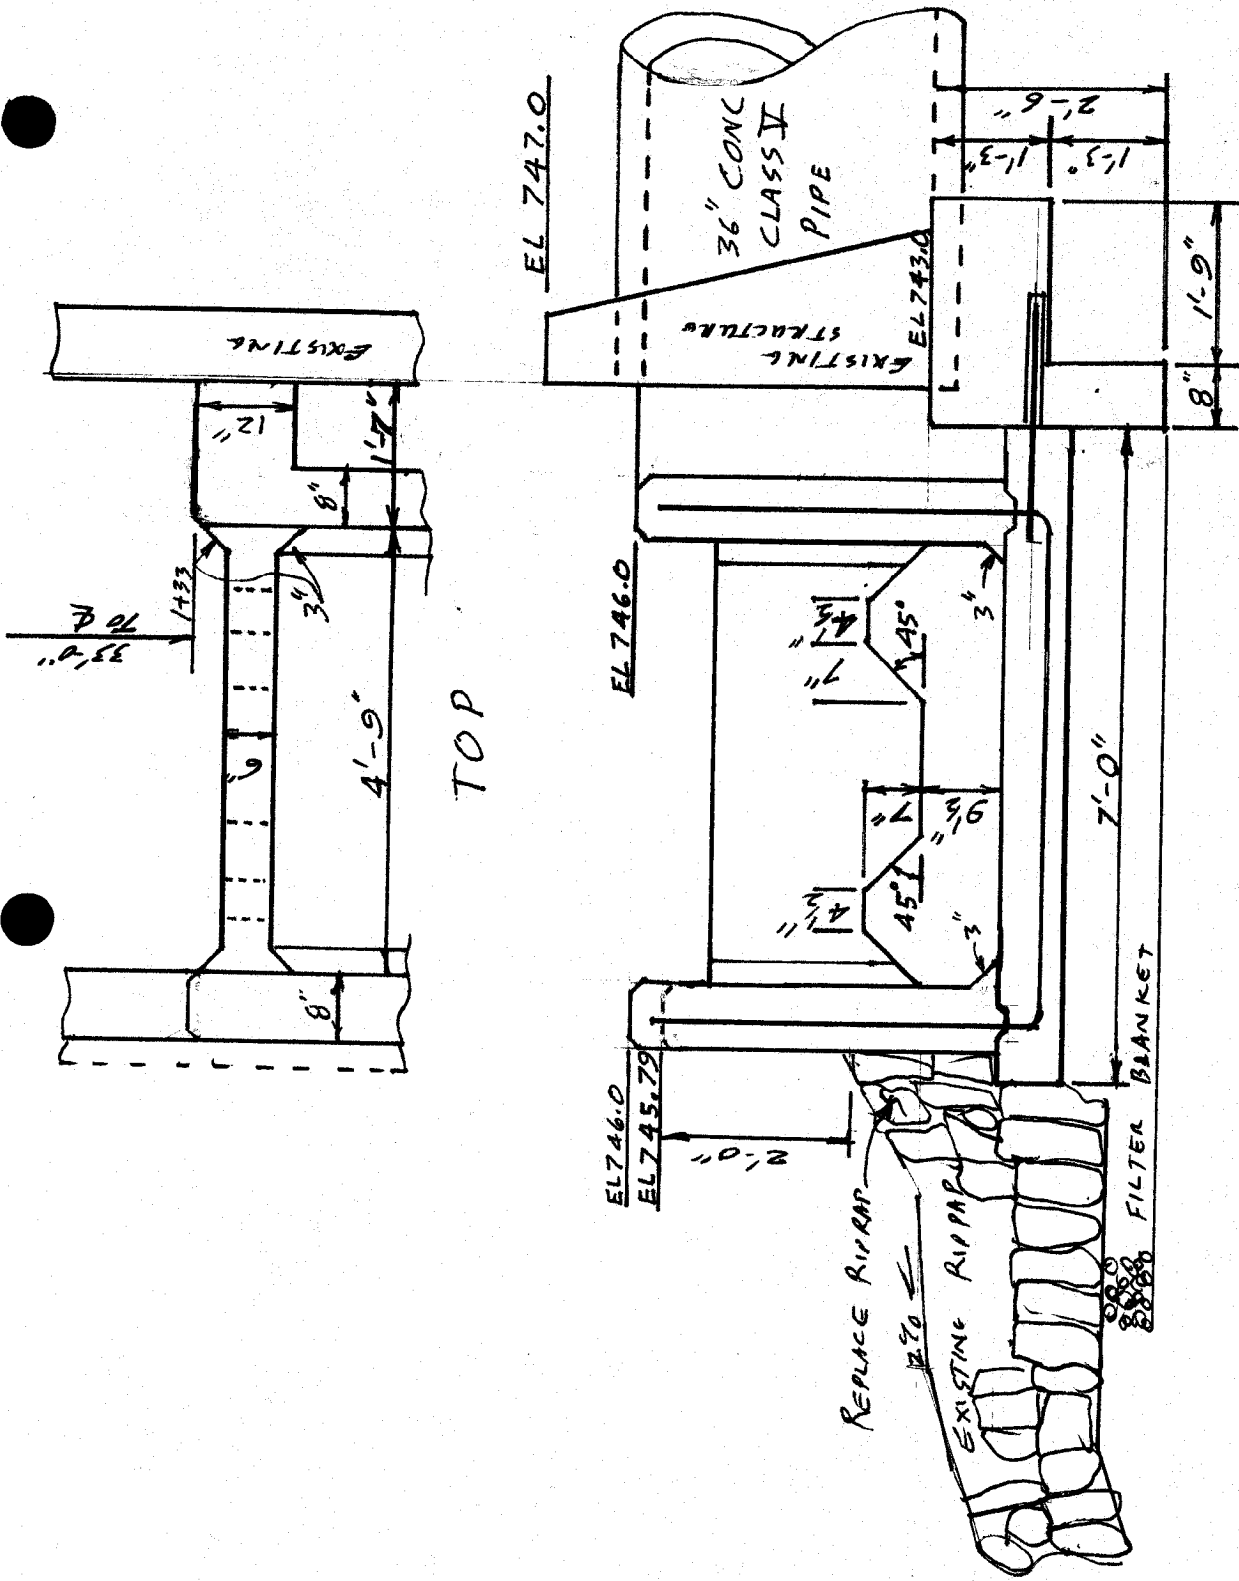 EXISTING
12"
1'-7"
8"
1+33
3"
33'-0"
TO ℄
6"
4'-9"
TOP
8"
EL 747.0
36" CONC
CLASS V
PIPE
EXISTING
STRUCTURE
EL 743.0
2'-6"
1'-3"
1'-3"
1'-9"
8"
EL 746.0
4½"
7"
45°
3"
7"
9½"
4½"
45°
3"
7'-0"
EL 746.0
EL 745.79
2'-0"
REPLACE RIPRAP
2%
EXISTING RIPRAP
FILTER BLANKET